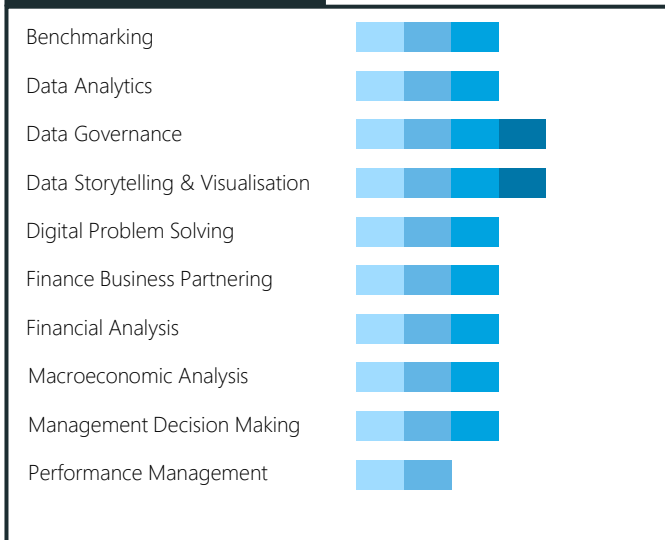 Benchmarking
Data Analytics
Data Governance
Data Storytelling & Visualisation
Digital Problem Solving
Finance Business Partnering
Financial Analysis
Macroeconomic Analysis
Management Decision Making
Performance Management